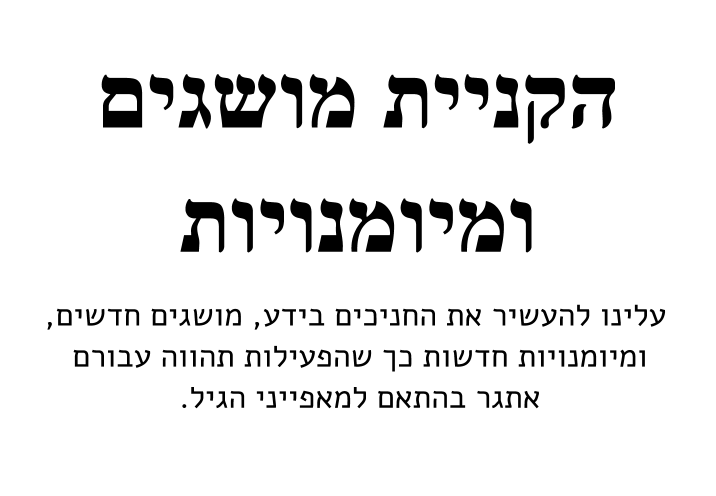 הקניית מושגים
ומיומנויות
עלינו להעשיר את החניכים בידע, מושגים חדשים,
ומיומנויות חדשות כך שהפעילות תהווה עבורם
אתגר בהתאם למאפייני הגיל.